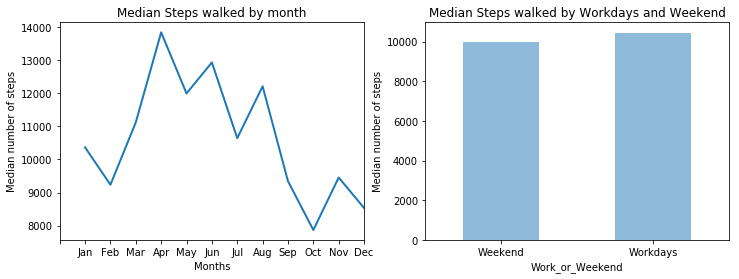 Median Steps walked by month
Median number of steps
14000
13000
12000
11000
10000
9000
8000
Jan Feb Mar Apr May Jun Jul Aug Sep Oct Nov Dec
Months
Median Steps walked by Workdays and Weekend
Median number of steps
10000
8000
6000
4000
2000
0
Weekend Workdays
Work_or_Weekend